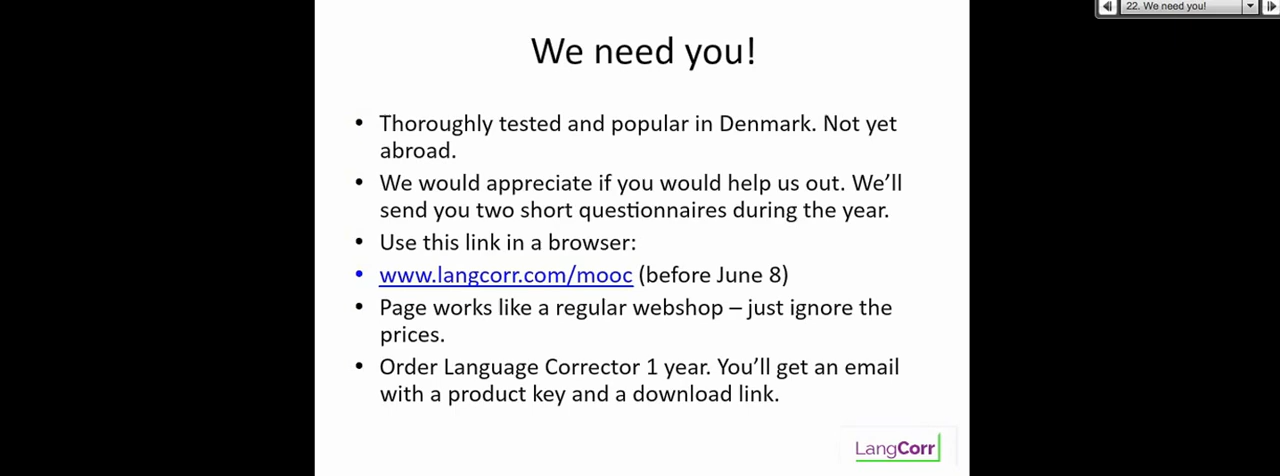 22. We need you!
We need you!
• Thoroughly tested and popular in Denmark. Not yet
abroad.
• We would appreciate if you would help us out. We’ll
send you two short questionnaires during the year.
• Use this link in a browser:
• www.langcorr.com/mooc (before June 8)
• Page works like a regular webshop – just ignore the
prices.
• Order Language Corrector 1 year. You’ll get an email
with a product key and a download link.
LangCorr